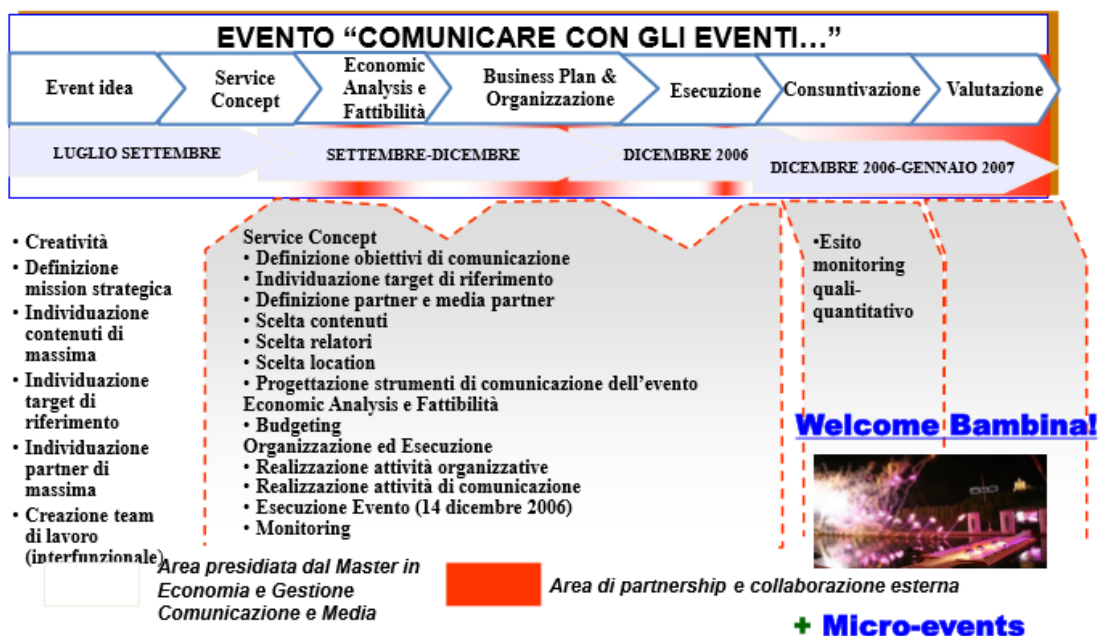 EVENTO “COMUNICARE CON GLI EVENTI…”
Event idea
Service
Concept
Economic
Analysis e
Fattibilità
Business Plan &
Organizzazione
Esecuzione
Consuntivazione
Valutazione
LUGLIO SETTEMBRE
SETTEMBRE-DICEMBRE
DICEMBRE 2006
DICEMBRE 2006-GENNAIO 2007
• Creatività
• Definizione
mission strategica
• Individuazione
contenuti di
massima
• Individuazione
target di
riferimento
• Individuazione
partner di
massima
• Creazione team
di lavoro
(interfunzionale)
Service Concept
• Definizione obiettivi di comunicazione
• Individuazione target di riferimento
• Definizione partner e media partner
• Scelta contenuti
• Scelta relatori
• Scelta location
• Progettazione strumenti di comunicazione dell’evento
Economic Analysis e Fattibilità
• Budgeting
Organizzazione ed Esecuzione
• Realizzazione attività organizzative
• Realizzazione attività di comunicazione
• Esecuzione Evento (14 dicembre 2006)
• Monitoring
•Esito
monitoring
quali-
quantitativo
Welcome Bambina!
Area presidiata dal Master in
Economia e Gestione
Comunicazione e Media
Area di partnership e collaborazione esterna
+ Micro-events